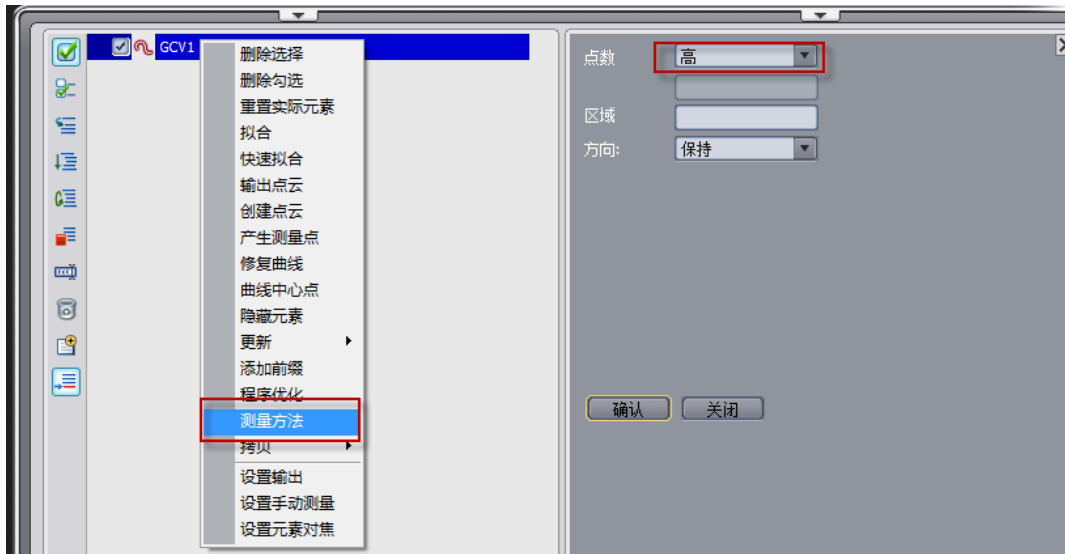 GCV1
删除选择
删除勾选
重置实际元素
拟合
快速拟合
输出点云
创建点云
产生测量点
修复曲线
曲线中心点
隐藏元素
更新
添加前缀
程序优化
测量方法
拷贝
设置输出
设置手动测量
设置元素对焦
点数
高
区域
方向:
保持
确认
关闭